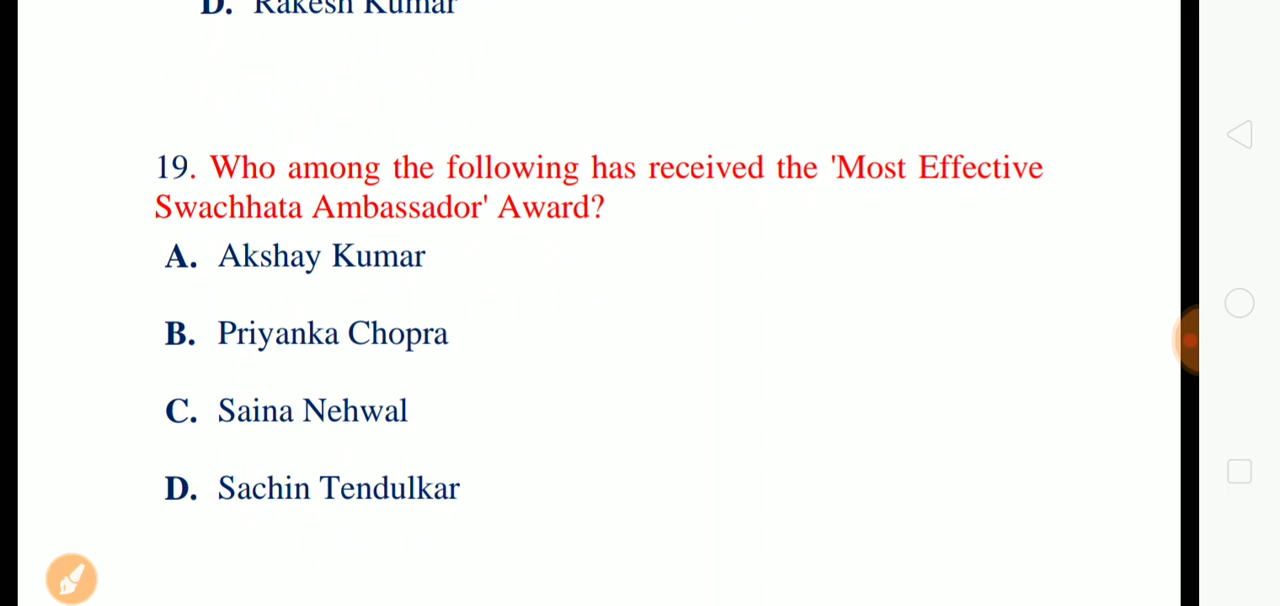 D. Rakesh Kumar
19. Who among the following has received the 'Most Effective
Swachhata Ambassador' Award?
A. Akshay Kumar
B. Priyanka Chopra
C. Saina Nehwal
D. Sachin Tendulkar